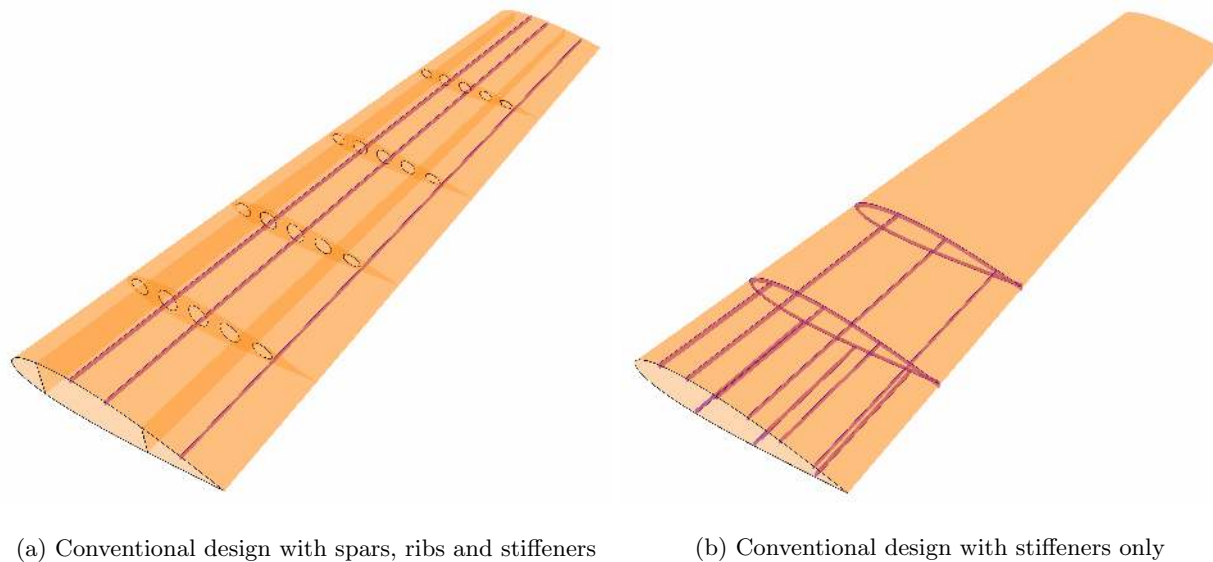 (a) Conventional design with spars, ribs and stiffeners
(b) Conventional design with stiffeners only